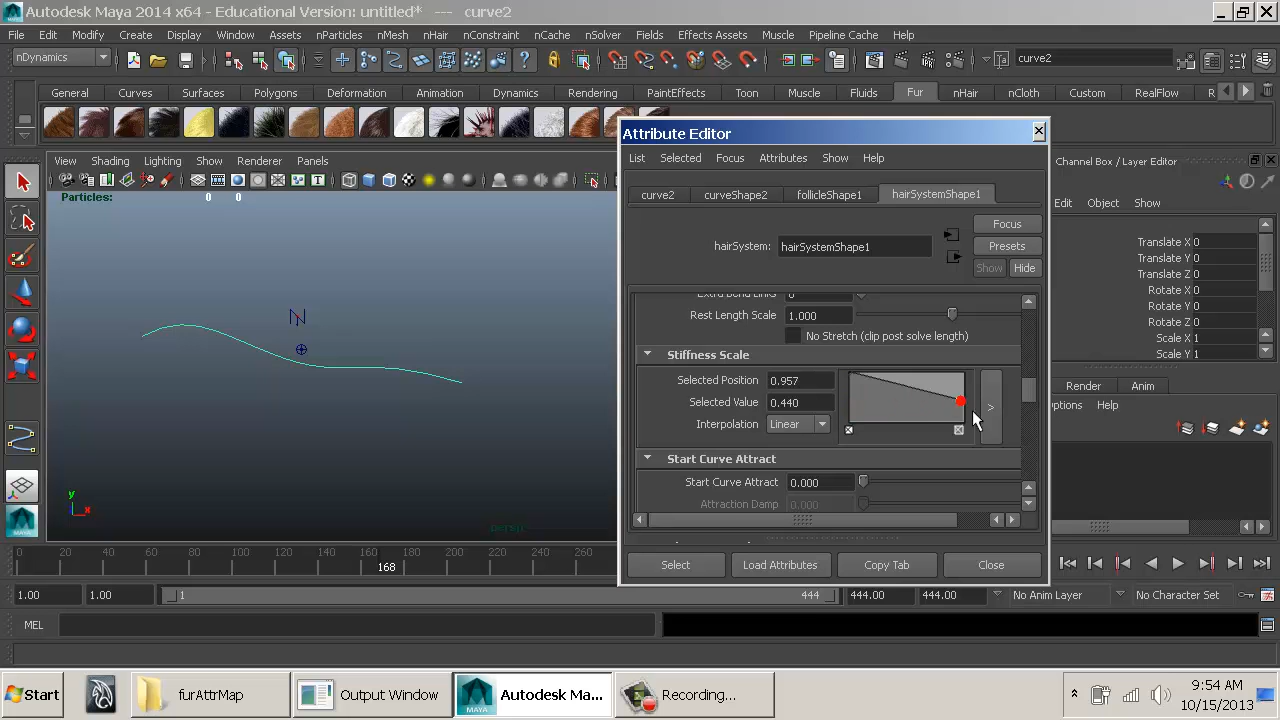 Autodesk Maya 2014 x64 - Educational Version: untitled* --- curve2
File Edit Modify Create Display Window Assets nParticles nMesh nHair nConstraint nCache nSolver Fields Effects Assets Muscle Pipeline Cache Help
nDynamics
curve2
General Curves Surfaces Polygons Deformation Animation Dynamics Rendering PaintEffects Toon Muscle Fluids Fur nHair nCloth Custom RealFlow R
Attribute Editor
List Selected Focus Attributes Show Help
View Shading Lighting Show Renderer Panels
Channel Box / Layer Editor
Particles: 0 0
curve2 curveShape2 follicleShape1 hairSystemShape1
Edit Object Show
Focus
hairSystem: hairSystemShape1
Presets
Show Hide
Translate X 0
Translate Y 0
Translate Z 0
Rotate X 0
Rotate Y 0
Rotate Z 0
Scale X 1
Scale Y 1
Extra Bend Links 0
Rest Length Scale 1.000
No Stretch (clip post solve length)
Stiffness Scale
Selected Position 0.957
Selected Value 0.440
Interpolation Linear
>
Render Anim
Options Help
Start Curve Attract
Start Curve Attract 0.000
Attraction Damp 0.000
y
x
persp
Select Load Attributes Copy Tab Close
0 20 40 60 80 100 120 140 160 180 200 220 240 260
168
1.00 1.00 1 444 444.00 444.00 No Anim Layer No Character Set
MEL
Start furAttrMap Output Window Autodesk Ma... Recording...
MAYA
9:54 AM
10/15/2013